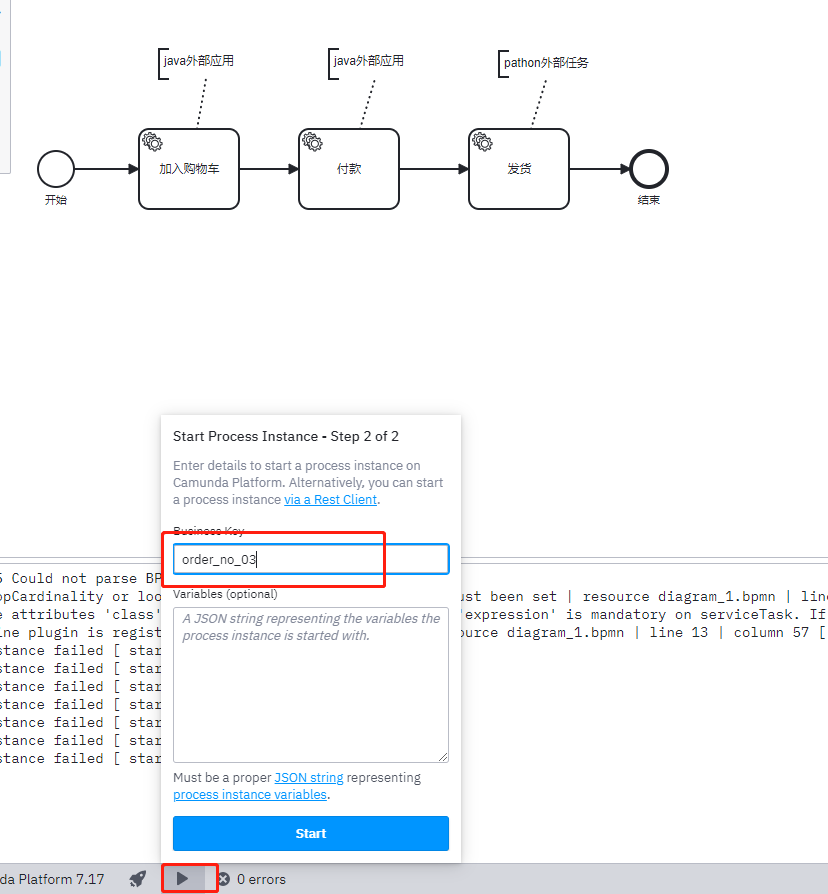 java外部应用
java外部应用
pathon外部任务
加入购物车
付款
发货
开始
结束
Start Process Instance - Step 2 of 2
Enter details to start a process instance on
Camunda Platform. Alternatively, you can start
a process instance via a Rest Client.
Business Key
order_no_03
Variables (optional)
A JSON string representing the variables the
process instance is started with.
Must be a proper JSON string representing
process instance variables.
Start
5 Could not parse BP
opCardinality or loo ust been set | resource diagram_1.bpmn | line
e attributes 'class' 'expression' is mandatory on serviceTask. If
ine plugin is regist ource diagram_1.bpmn | line 13 | column 57 [
stance failed [ star
stance failed [ star
stance failed [ star
stance failed [ star
stance failed [ star
stance failed [ star
stance failed [ star
da Platform 7.17
0 errors